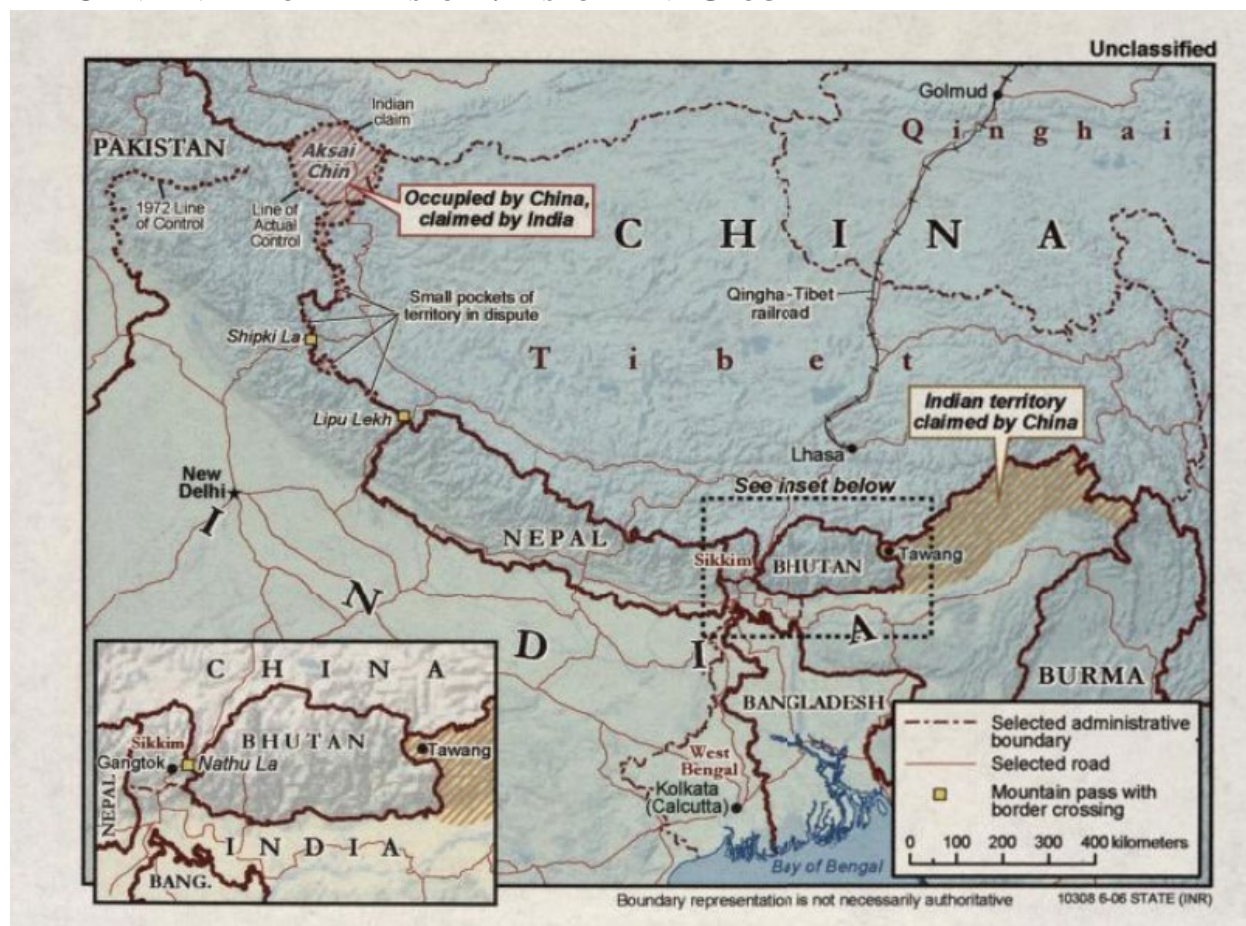 Unclassified
Golmud
Qinghai
Indian
claim
PAKISTAN
Aksai
Chin
1972 Line
of Control
Line of
Actual
Control
Occupied by China,
claimed by India
CHINA
Qingha-Tibet
railroad
Small pockets of
territory in dispute
Shipki La
Tibet
Lipu Lekh
Indian territory
claimed by China
Lhasa
New
Delhi
See inset below
NEPAL
Sikkim
BHUTAN
Tawang
INDIA
BURMA
BANGLADESH
West
Bengal
Kolkata
(Calcutta)
Bay of Bengal
CHINA
Sikkim
BHUTAN
Tawang
Gangtok
Nathu La
NEPAL
INDIA
BANG.
Selected administrative
boundary
Selected road
Mountain pass with
border crossing
0 100 200 300 400 kilometers
Boundary representation is not necessarily authoritative
10308 6-06 STATE (INR)